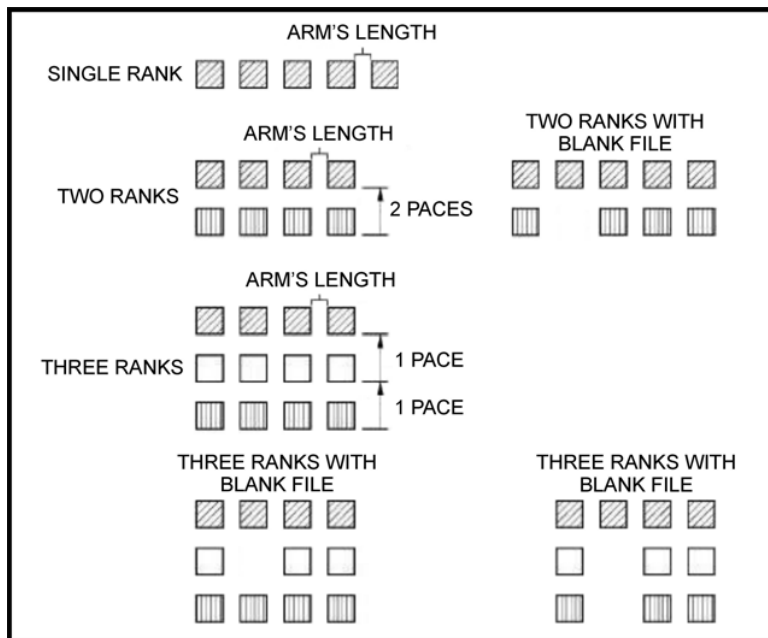 ARM'S LENGTH
SINGLE RANK
ARM'S LENGTH
TWO RANKS WITH
BLANK FILE
TWO RANKS
2 PACES
ARM'S LENGTH
THREE RANKS
1 PACE
1 PACE
THREE RANKS WITH
BLANK FILE
THREE RANKS WITH
BLANK FILE